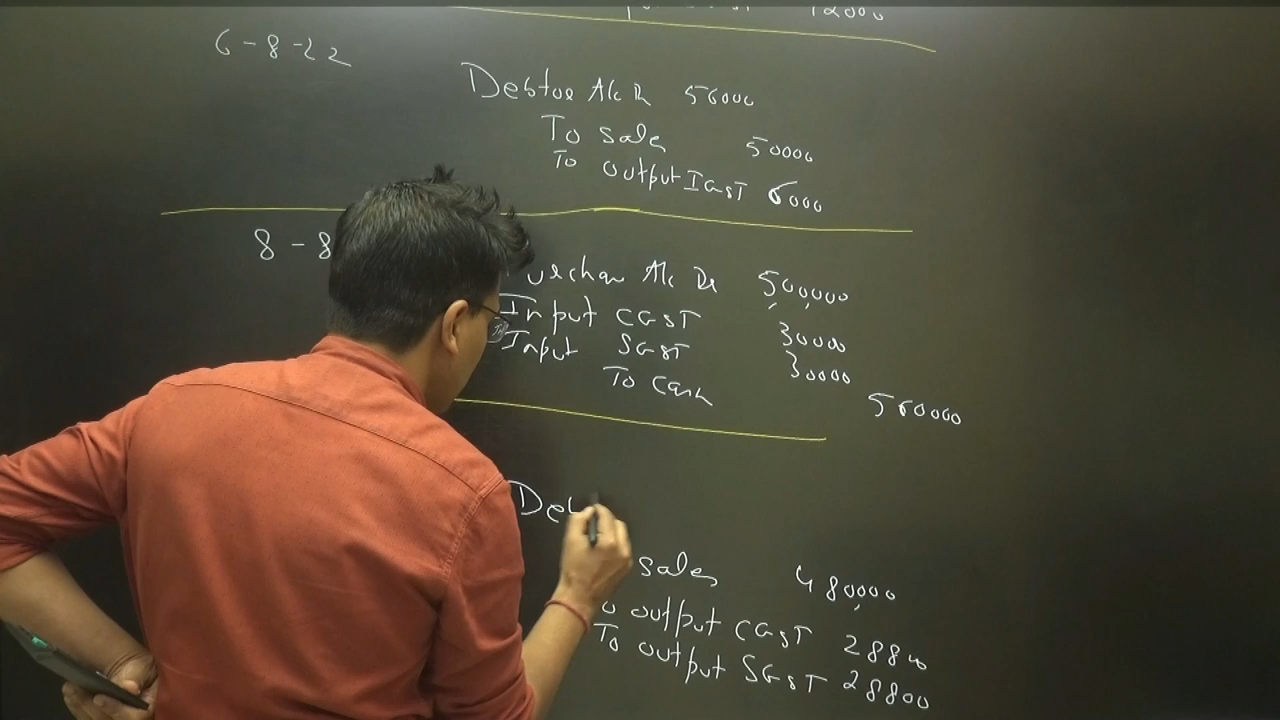 12000
6-8-22
Debtor A/c Dr 56000
To sale 50000
To output IGST 6000
8-8
urchase A/c Dr 500000
Input CGST 30000
Input SGST 30000
To Cash 560000
Deb
sales 480000
o output CGST 28800
To output SGST 28800